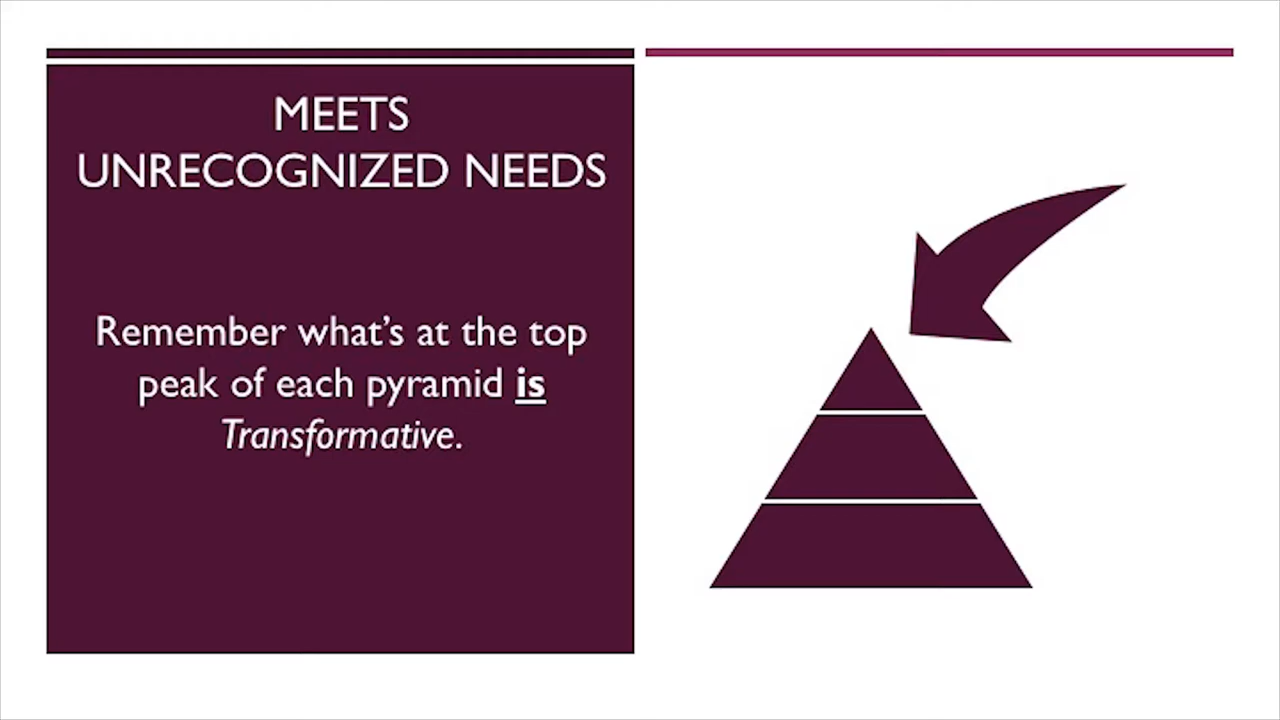 MEETS
UNRECOGNIZED NEEDS
Remember what's at the top
peak of each pyramid is
Transformative.